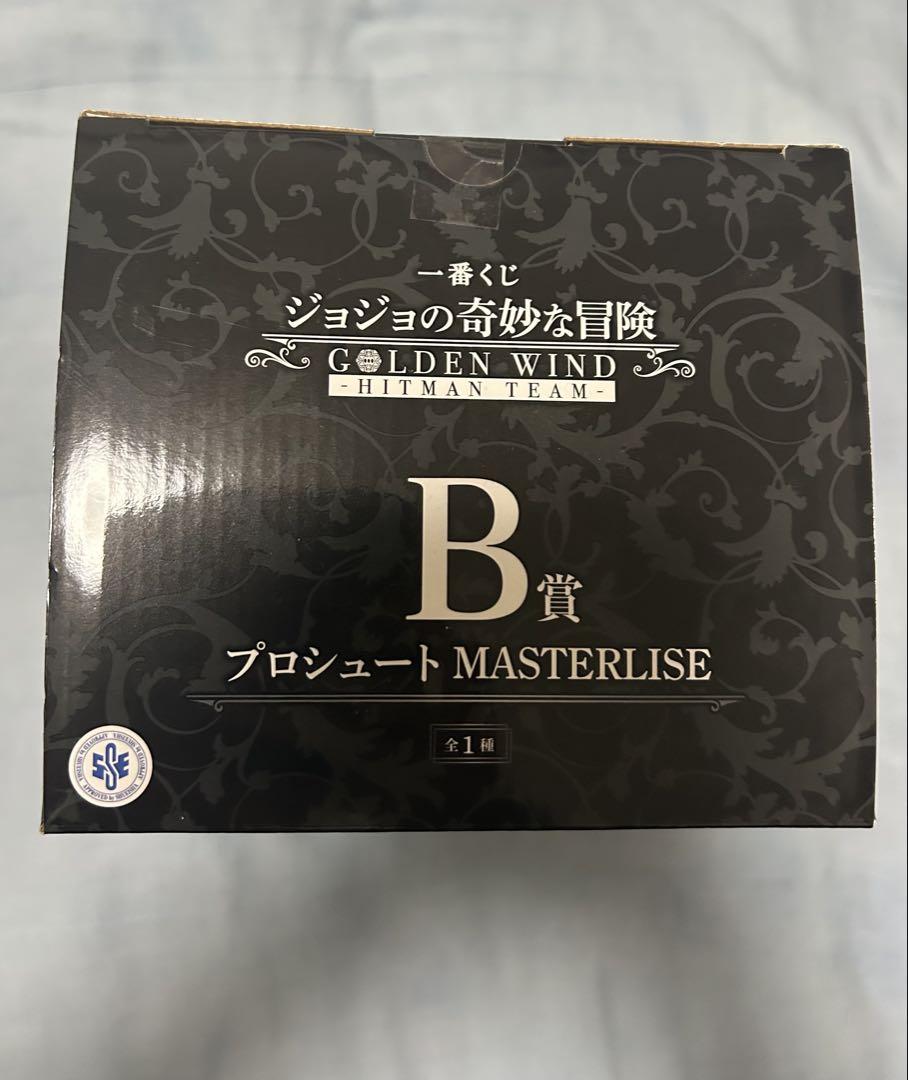 一番くじ
ジョジョの奇妙な冒険
GOLDEN WIND
-HITMAN TEAM-
B賞
プロシュート MASTERLISE
全1種
SSE